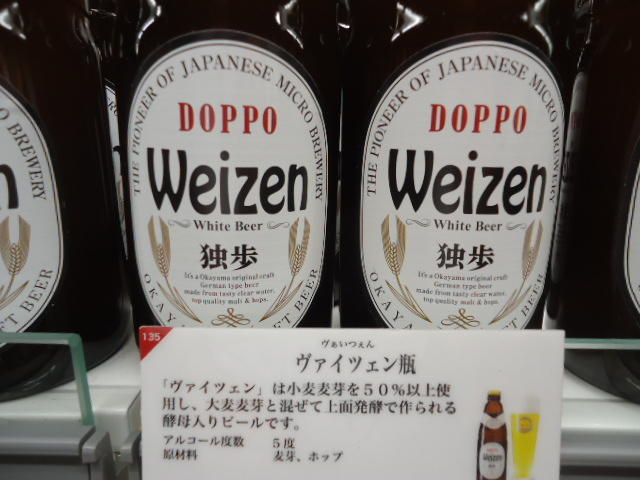 THE PIONEER OF JAPANESE MICRO BREWERY
DOPPO
Weizen
White Beer
独歩
It's a Okayama original craft
German type beer
made from tasty clear water,
top quality malt & hops.
OKAYA
FT BEER
THE PIONEER OF JAPANESE MICRO BREWERY
DOPPO
Weizen
White Beer
独歩
It's a Okayama original craft
German type beer
made from tasty clear water,
top quality malt & hops.
OKAYAM
FT BEER
O BREWERY
n
T BEER
135
ヴぁいつぇん
ヴァイツェン瓶
「ヴァイツェン」は小麦麦芽を５０％以上使
用し、大麦麦芽と混ぜて上面発酵で作られる
酵母入りビールです。
アルコール度数 ５度
原材料 麦芽、ホップ
Weizen